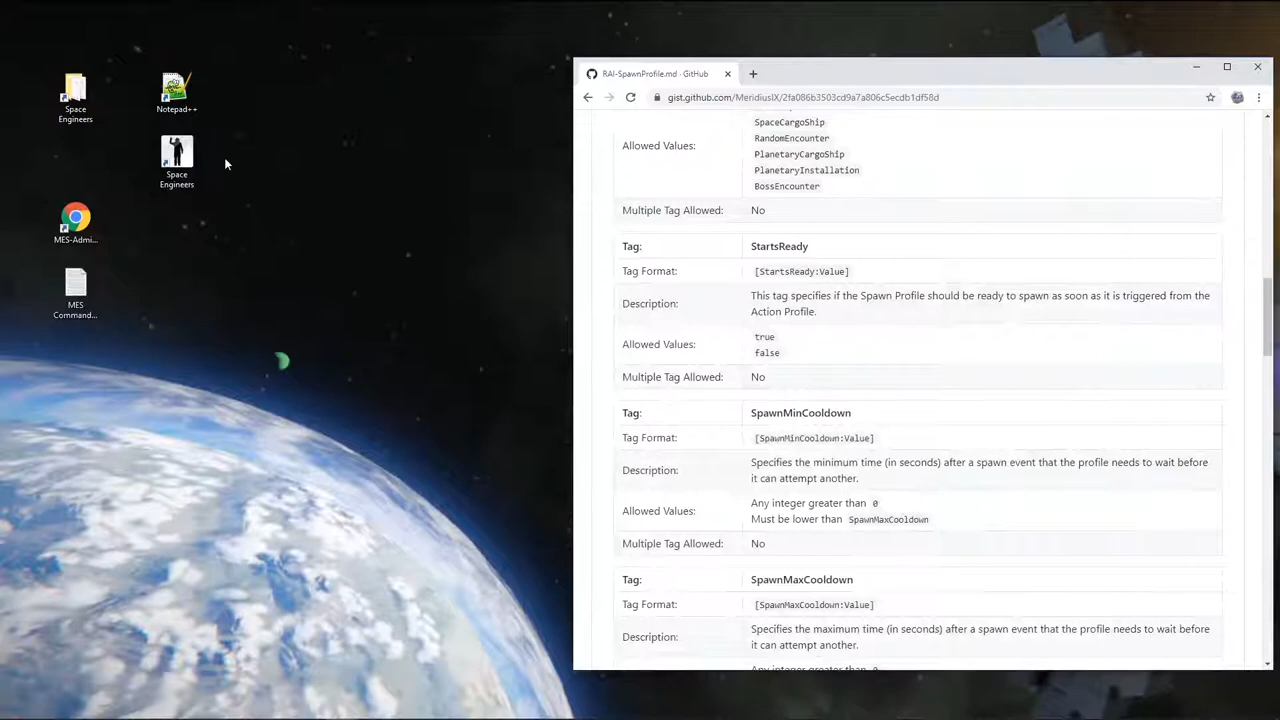 Space
Engineers
Notepad++
Space
Engineers
MES-Admi...
MES
Command...
RAI-SpawnProfile.md · GitHub
gist.github.com/MeridiusIX/2fa086b3503cd9a7a806c5ecdb1df58d
SpaceCargoShip
RandomEncounter
Allowed Values:
PlanetaryCargoShip
PlanetaryInstallation
BossEncounter
Multiple Tag Allowed: No
Tag: StartsReady
Tag Format: [StartsReady:Value]
Description: This tag specifies if the Spawn Profile should be ready to spawn as soon as it is triggered from the
Action Profile.
Allowed Values: true
false
Multiple Tag Allowed: No
Tag: SpawnMinCooldown
Tag Format: [SpawnMinCooldown:Value]
Description: Specifies the minimum time (in seconds) after a spawn event that the profile needs to wait before
it can attempt another.
Allowed Values: Any integer greater than 0
Must be lower than SpawnMaxCooldown
Multiple Tag Allowed: No
Tag: SpawnMaxCooldown
Tag Format: [SpawnMaxCooldown:Value]
Description: Specifies the maximum time (in seconds) after a spawn event that the profile needs to wait before
it can attempt another.
Any integer greater than 0